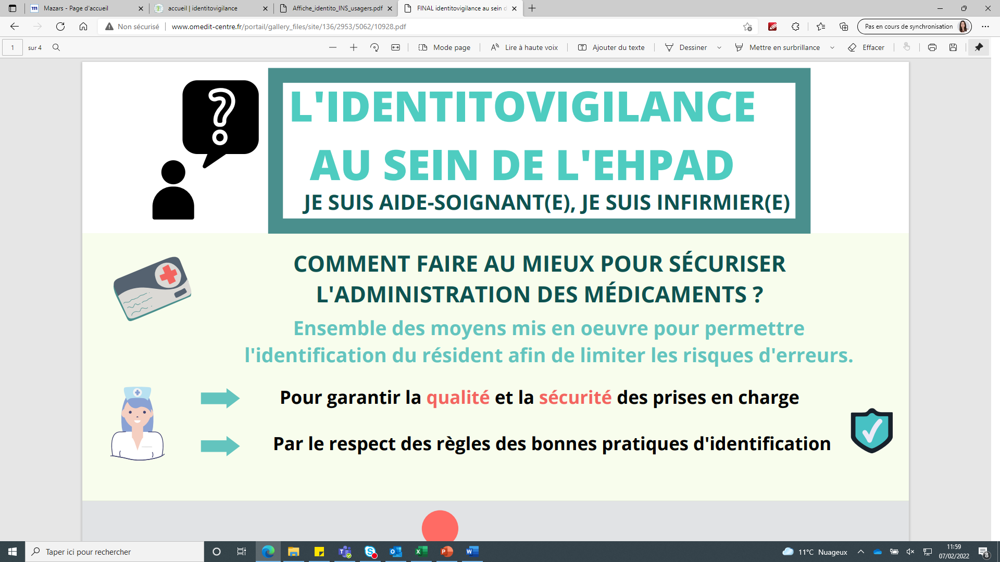 Mazars - Page d'accueil
accueil | identitovigilance
Affiche_identito_INS_usagers.pdf
FINAL identitovigilance au sein d
Non sécurisé
www.omedit-centre.fr/portail/gallery_files/site/136/2953/5062/10928.pdf
Pas en cours de synchronisation
1 sur 4
Mode page
Lire à haute voix
Ajouter du texte
Dessiner
Mettre en surbrillance
Effacer
?
L'IDENTITOVIGILANCE
AU SEIN DE L'EHPAD
JE SUIS AIDE-SOIGNANT(E), JE SUIS INFIRMIER(E)
COMMENT FAIRE AU MIEUX POUR SÉCURISER
L'ADMINISTRATION DES MÉDICAMENTS ?
Ensemble des moyens mis en oeuvre pour permettre
l'identification du résident afin de limiter les risques d'erreurs.
Pour garantir la qualité et la sécurité des prises en charge
Par le respect des règles des bonnes pratiques d'identification
Taper ici pour rechercher
11°C Nuageux
11:59
07/02/2022
8